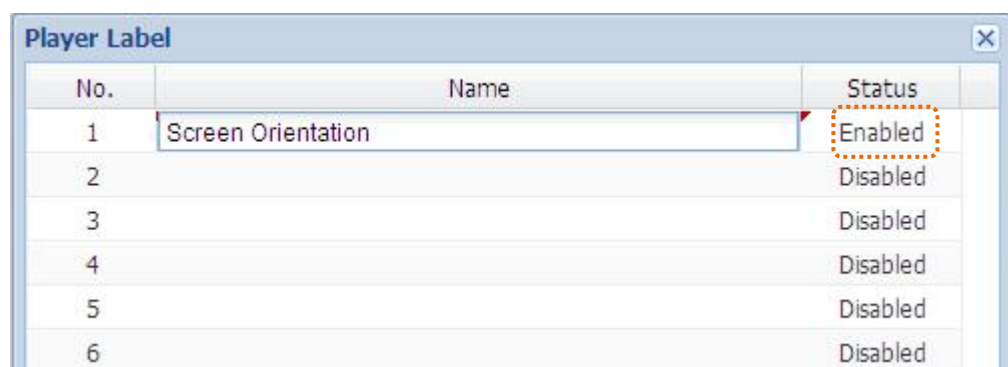 Player Label
No. Name Status
1 Screen Orientation Enabled
2 Disabled
3 Disabled
4 Disabled
5 Disabled
6 Disabled